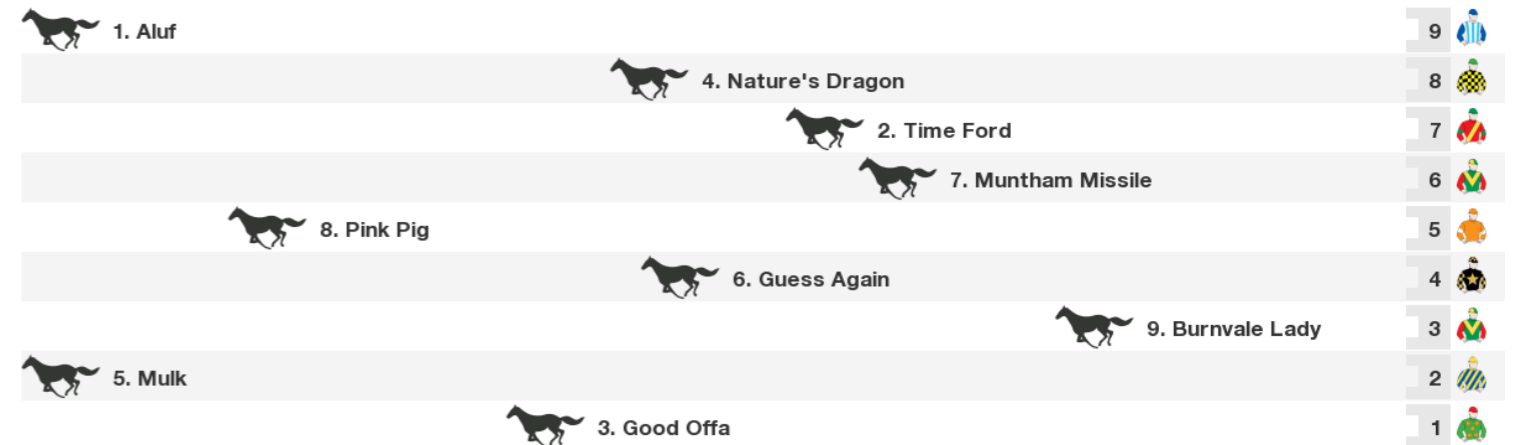 1. Aluf 9
4. Nature's Dragon 8
2. Time Ford 7
7. Muntham Missile 6
8. Pink Pig 5
6. Guess Again 4
9. Burnvale Lady 3
5. Mulk 2
3. Good Offa 1